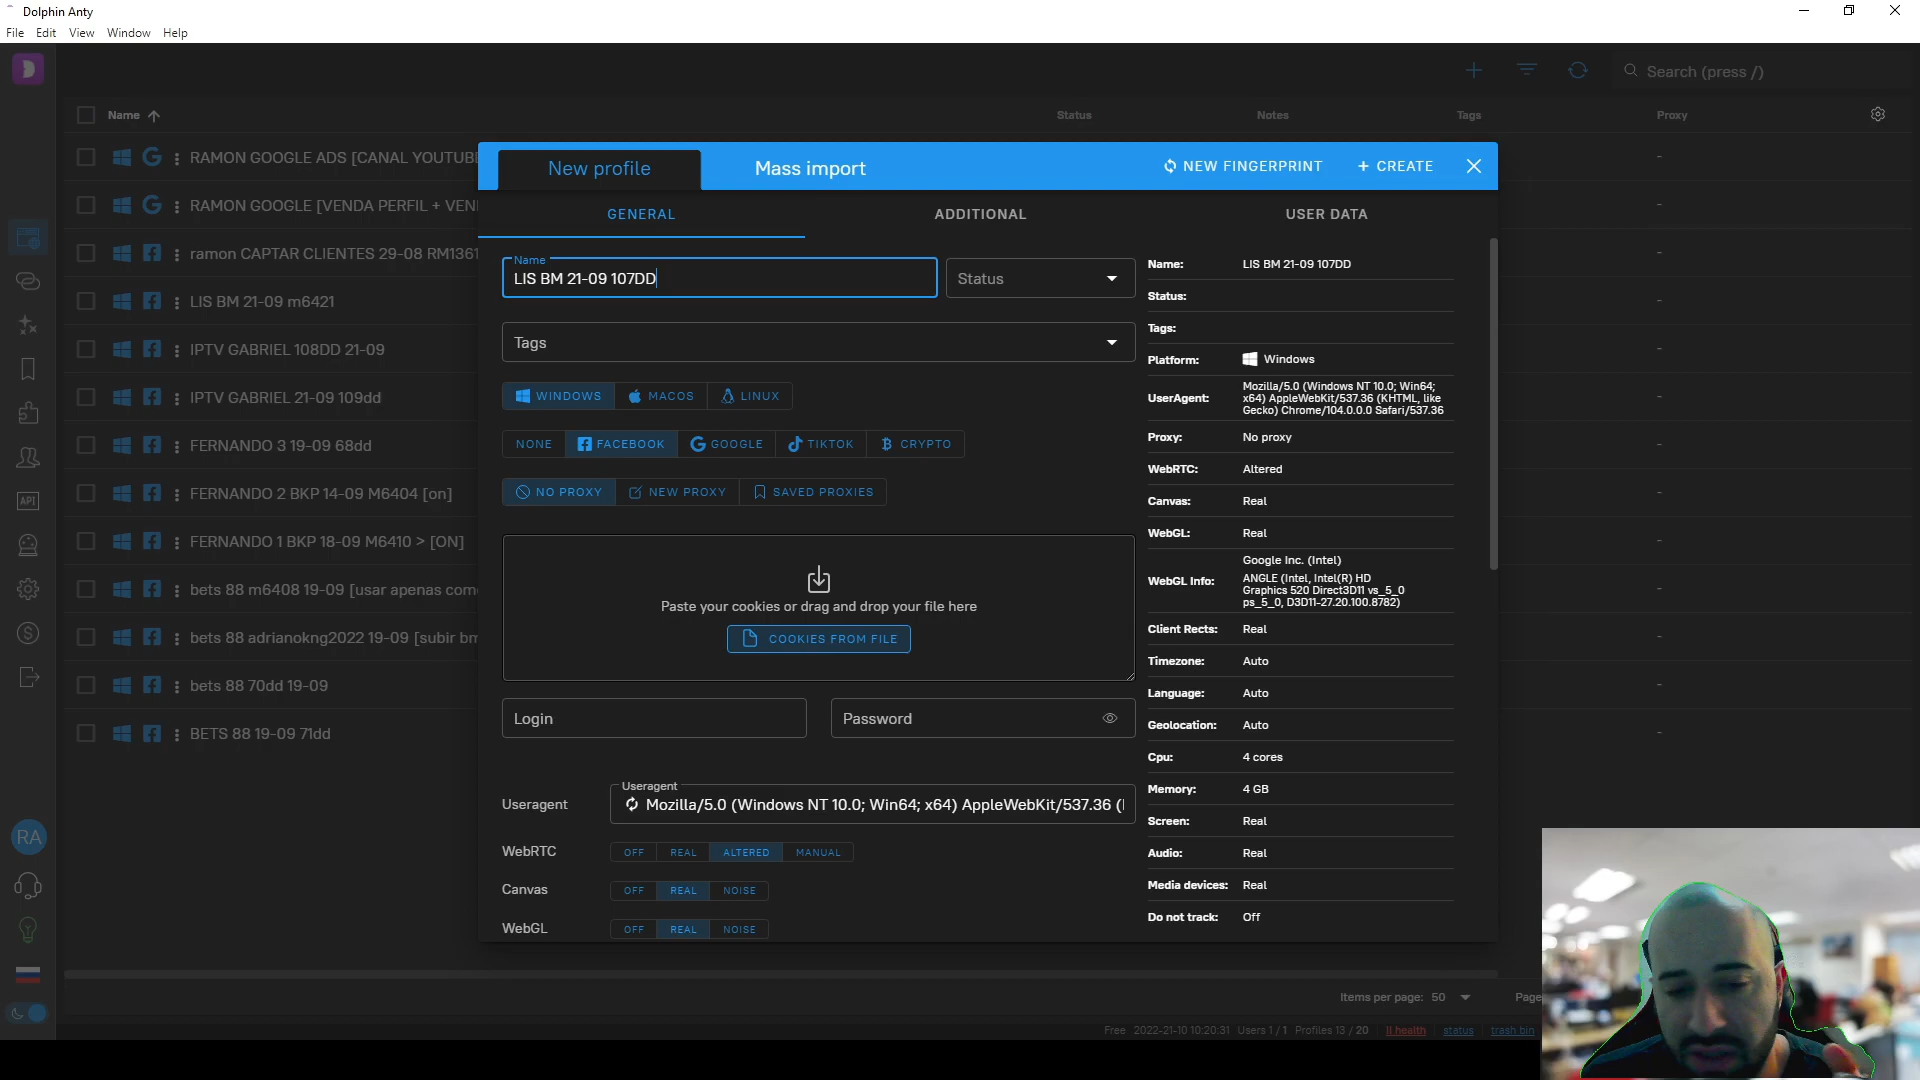 Dolphin Anty
File Edit View Window Help
Search (press /)
Name Status Notes Tags Proxy
RAMON GOOGLE ADS [CANAL YOUTUBE
RAMON GOOGLE [VENDA PERFIL + VEN
ramon CAPTAR CLIENTES 29-08 RM1361
LIS BM 21-09 m6421
IPTV GABRIEL 108DD 21-09
IPTV GABRIEL 21-09 109dd
FERNANDO 3 19-09 68dd
FERNANDO 2 BKP 14-09 M6404 [on]
FERNANDO 1 BKP 18-09 M6410 > [ON]
bets 88 m6408 19-09 [usar apenas com
bets 88 adrianokng2022 19-09 [subir bm
bets 88 70dd 19-09
BETS 88 19-09 71dd
API
RA
New profile Mass import NEW FINGERPRINT + CREATE
GENERAL ADDITIONAL USER DATA
Name
LIS BM 21-09 107DD
Status
Tags
WINDOWS MACOS LINUX
NONE FACEBOOK GOOGLE TIKTOK CRYPTO
NO PROXY NEW PROXY SAVED PROXIES
Paste your cookies or drag and drop your file here
COOKIES FROM FILE
Login Password
Useragent
Useragent Mozilla/5.0 (Windows NT 10.0; Win64; x64) AppleWebKit/537.36 (
WebRTC OFF REAL ALTERED MANUAL
Canvas OFF REAL NOISE
WebGL OFF REAL NOISE
Name: LIS BM 21-09 107DD
Status:
Tags:
Platform: Windows
UserAgent: Mozilla/5.0 (Windows NT 10.0; Win64;
x64) AppleWebKit/537.36 (KHTML, like
Gecko) Chrome/104.0.0.0 Safari/537.36
Proxy: No proxy
WebRTC: Altered
Canvas: Real
WebGL: Real
WebGL Info: Google Inc. (Intel)
ANGLE (Intel, Intel(R) HD
Graphics 520 Direct3D11 vs_5_0
ps_5_0, D3D11-27.20.100.8782)
Client Rects: Real
Timezone: Auto
Language: Auto
Geolocation: Auto
Cpu: 4 cores
Memory: 4 GB
Screen: Real
Audio: Real
Media devices: Real
Do not track: Off
Items per page: 50 Page
Free 2022-21-10 10:20:31 Users 1 / 1 Profiles 13 / 20 health status trash bin